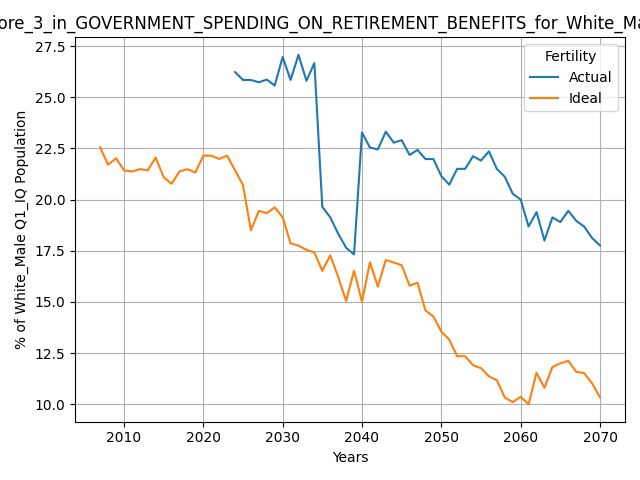 ore_3_in_GOVERNMENT_SPENDING_ON_RETIREMENT_BENEFITS_for_White_Ma
Fertility
Actual
Ideal
% of White_Male Q1_IQ Population
27.5
25.0
22.5
20.0
17.5
15.0
12.5
10.0
2010 2020 2030 2040 2050 2060 2070
Years